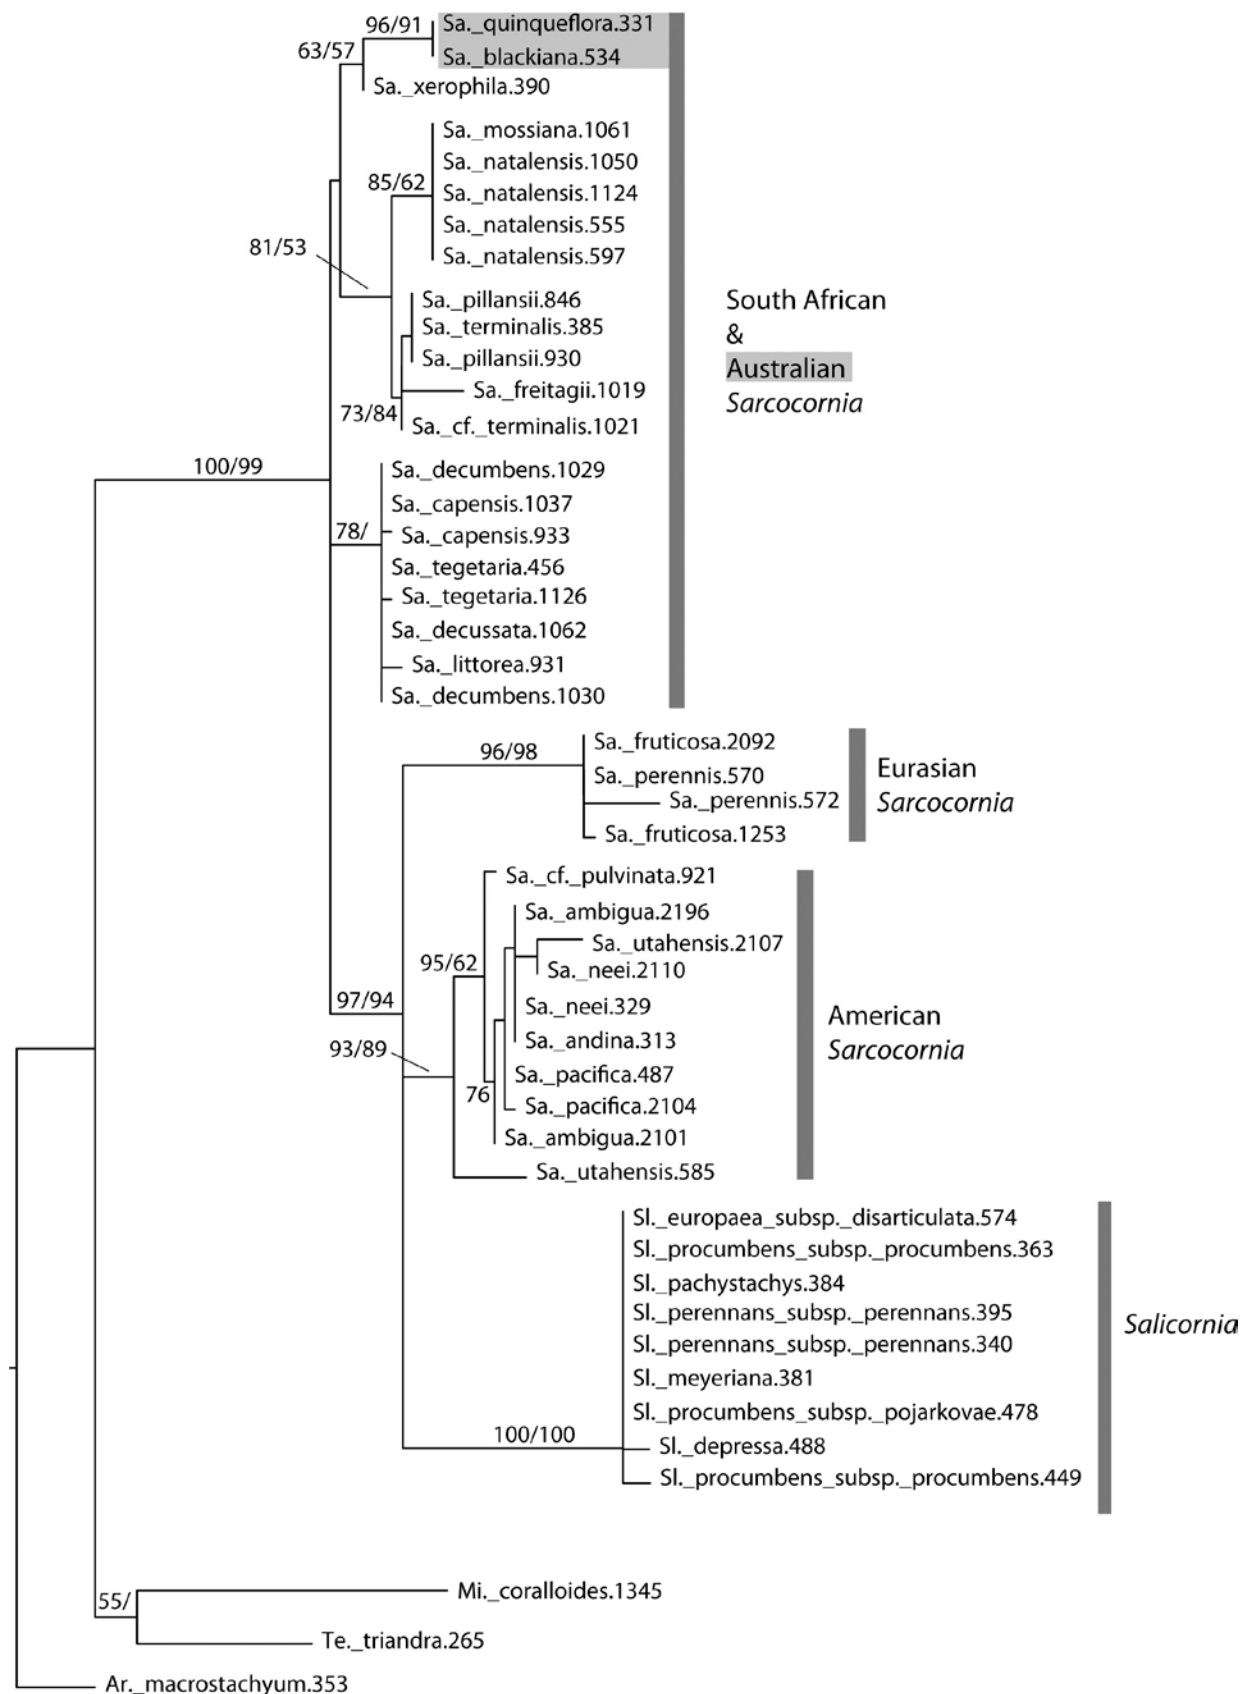 96/91
Sa._quinqueflora.331
63/57
Sa._blackiana.534
Sa._xerophila.390
Sa._mossiana.1061
Sa._natalensis.1050
85/62
Sa._natalensis.1124
Sa._natalensis.555
81/53
Sa._natalensis.597
Sa._pillansii.846
Sa._terminalis.385
Sa._pillansii.930
Sa._freitagii.1019
73/84
Sa._cf._terminalis.1021
South African
&
Australian
Sarcocornia
100/99
Sa._decumbens.1029
Sa._capensis.1037
78/
Sa._capensis.933
Sa._tegetaria.456
Sa._tegetaria.1126
Sa._decussata.1062
Sa._littorea.931
Sa._decumbens.1030
96/98
Sa._fruticosa.2092
Sa._perennis.570
Sa._perennis.572
Sa._fruticosa.1253
Eurasian
Sarcocornia
Sa._cf._pulvinata.921
Sa._ambigua.2196
Sa._utahensis.2107
95/62
Sa._neei.2110
97/94
Sa._neei.329
93/89
Sa._andina.313
Sa._pacifica.487
76
Sa._pacifica.2104
Sa._ambigua.2101
Sa._utahensis.585
American
Sarcocornia
Sl._europaea_subsp._disarticulata.574
Sl._procumbens_subsp._procumbens.363
Sl._pachystachys.384
Sl._perennans_subsp._perennans.395
Sl._perennans_subsp._perennans.340
Sl._meyeriana.381
Sl._procumbens_subsp._pojarkovae.478
100/100
Sl._depressa.488
Sl._procumbens_subsp._procumbens.449
Salicornia
55/
Mi._coralloides.1345
Te._triandra.265
Ar._macrostachyum.353